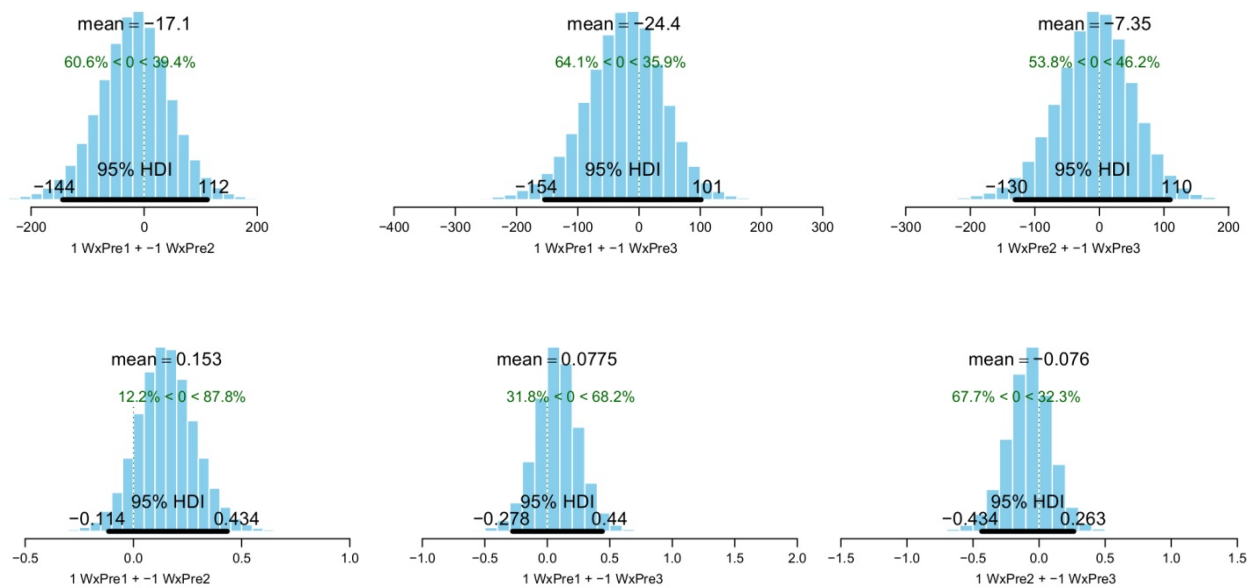 mean = −17.1
60.6% < 0 < 39.4%
95% HDI
−144 112
−200 0 200
1 WxPre1 + −1 WxPre2
mean = −24.4
64.1% < 0 < 35.9%
95% HDI
−154 101
−400 −300 −200 −100 0 100 200 300
1 WxPre1 + −1 WxPre3
mean = −7.35
53.8% < 0 < 46.2%
95% HDI
−130 110
−300 −200 −100 0 100 200
1 WxPre2 + −1 WxPre3
mean = 0.153
12.2% < 0 < 87.8%
95% HDI
−0.114 0.434
−0.5 0.0 0.5 1.0
1 WxPre1 + −1 WxPre2
mean = 0.0775
31.8% < 0 < 68.2%
95% HDI
−0.278 0.44
−1.0 −0.5 0.0 0.5 1.0 1.5 2.0
1 WxPre1 + −1 WxPre3
mean = −0.076
67.7% < 0 < 32.3%
95% HDI
−0.434 0.263
−1.5 −1.0 −0.5 0.0 0.5 1.0 1.5
1 WxPre2 + −1 WxPre3